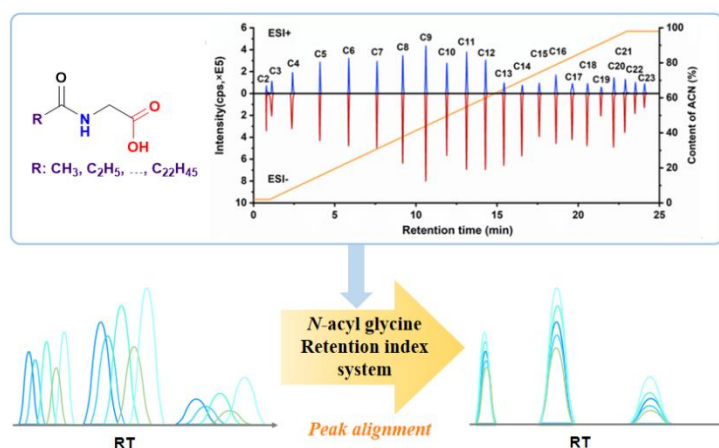 O
R
N
H
O
OH
R: CH₃, C₂H₅, ..., C₂₂H₄₅
Intensity(cps,×E5)
6
4
2
0
2
4
6
8
10
ESI+
ESI-
C2
C3
C4
C5
C6
C7
C8
C9
C10
C11
C12
C13
C14
C15
C16
C17
C18
C19
C20
C21
C22
C23
100
80
60
40
20
0
Content of ACN (%)
0 5 10 15 20 25
Retention time (min)
N-acyl glycine
Retention index
system
Peak alignment
RT
RT